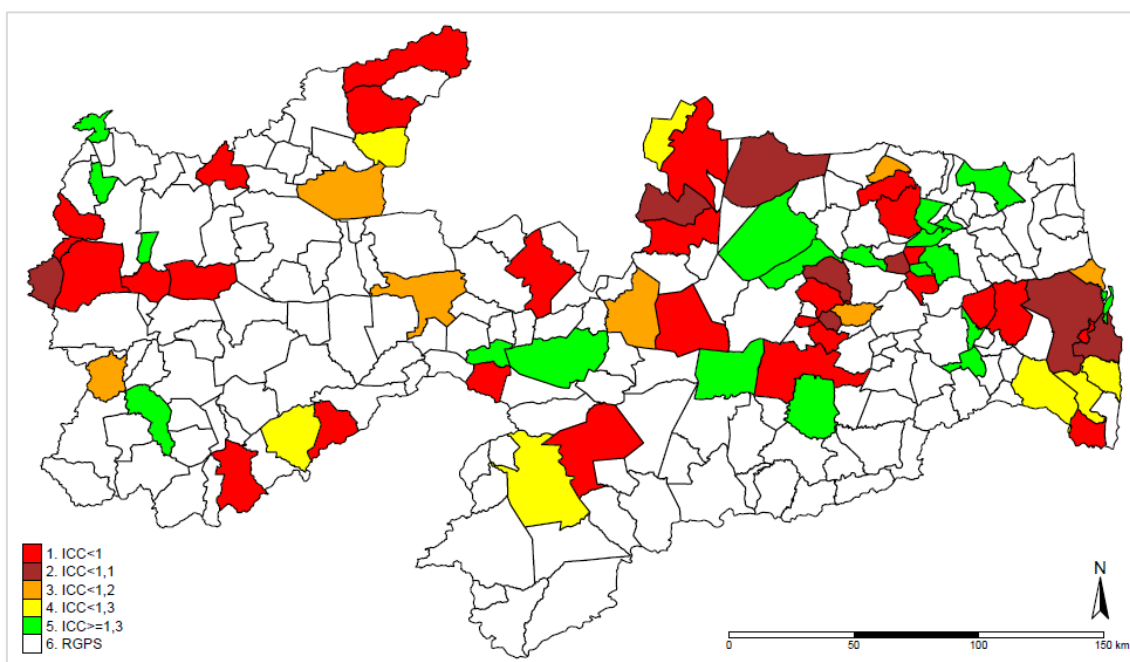 1. ICC<1
2. ICC<1,1
3. ICC<1,2
4. ICC<1,3
5. ICC>=1,3
6. RGPS
N
0 50 100 150 km